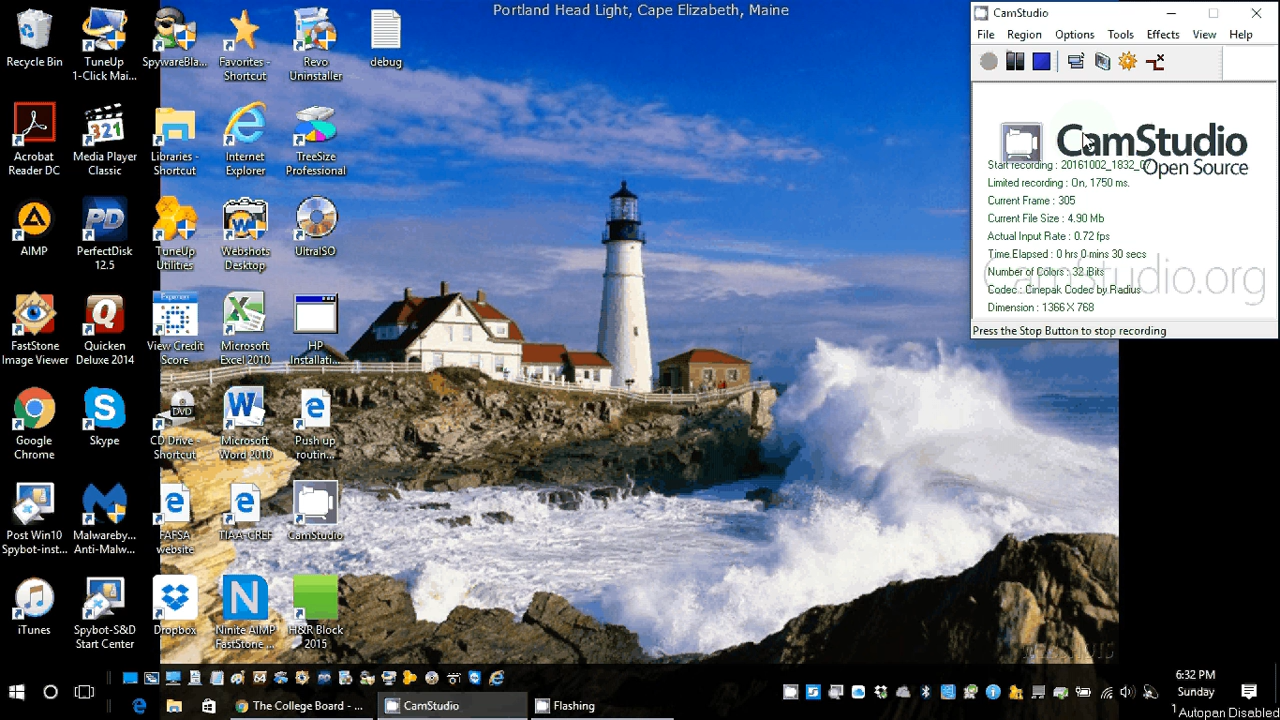 Portland Head Light, Cape Elizabeth, Maine
Recycle Bin
TuneUp
1-Click Mai...
SpywareBla...
Favorites -
Shortcut
Revo
Uninstaller
debug
Acrobat
Reader DC
Media Player
Classic
Libraries -
Shortcut
Internet
Explorer
TreeSize
Professional
AIMP
PerfectDisk
12.5
TuneUp
Utilities
Webshots
Desktop
UltraISO
FastStone
Image Viewer
Quicken
Deluxe 2014
Experian
View Credit
Score
Microsoft
Excel 2010
HP
Installati...
Google
Chrome
Skype
DVD
CD Drive -
Shortcut
Microsoft
Word 2010
Push up
routin...
Post Win10
Spybot-inst...
Malwareby...
Anti-Malw...
FAFSA
website
TIAA-CREF
CamStudio
iTunes
Spybot-S&D
Start Center
Dropbox
Ninite AIMP
FastStone ...
H&R Block
2015
CamStudio
File Region Options Tools Effects View Help
CamStudio
Open Source
Start recording : 20161002_1832_07
Limited recording : On, 1750 ms.
Current Frame : 305
Current File Size : 4.90 Mb
Actual Input Rate : 0.72 fps
Time Elapsed : 0 hrs 0 mins 30 secs
Number of Colors : 32 Bits
Codec : Cinepak Codec by Radius
Dimension : 1366 X 768
CamStudio.org
Press the Stop Button to stop recording
The College Board - ...
CamStudio
Flashing
6:32 PM
Sunday
Autopan Disabled